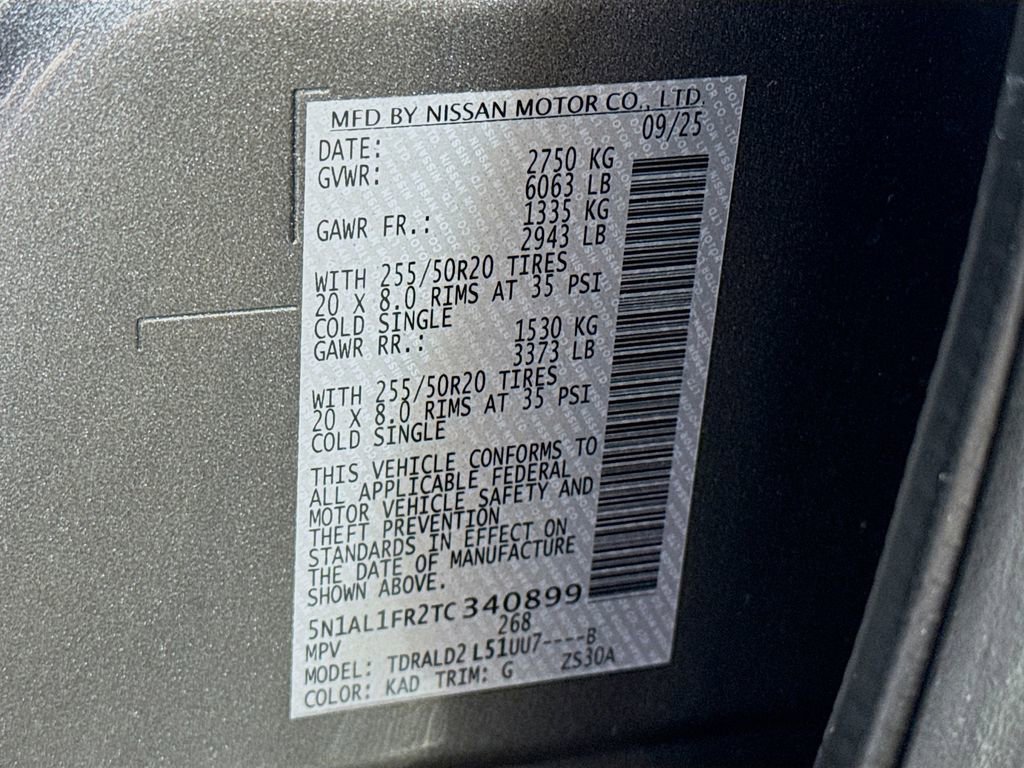 MFD BY NISSAN MOTOR CO., LTD.
DATE: 09/25
GVWR: 2750 KG
6063 LB
GAWR FR.: 1335 KG
2943 LB
WITH 255/50R20 TIRES
20 X 8.0 RIMS AT 35 PSI
COLD SINGLE
GAWR RR.: 1530 KG
3373 LB
WITH 255/50R20 TIRES
20 X 8.0 RIMS AT 35 PSI
COLD SINGLE
THIS VEHICLE CONFORMS TO
ALL APPLICABLE FEDERAL
MOTOR VEHICLE SAFETY AND
THEFT PREVENTION
STANDARDS IN EFFECT ON
THE DATE OF MANUFACTURE
SHOWN ABOVE.
5N1AL1FR2TC340899
MPV 268
MODEL: TDRALD2 L51UU7----B
COLOR: KAD TRIM: G ZS30A